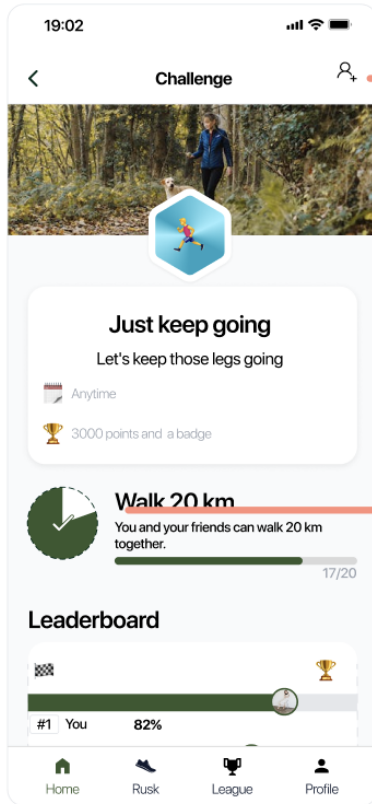 19:02
Challenge
Just keep going
Let's keep those legs going
Anytime
3000 points and a badge
Walk 20 km
You and your friends can walk 20 km
together.
17/20
Leaderboard
#1 You 82%
Home Rusk League Profile